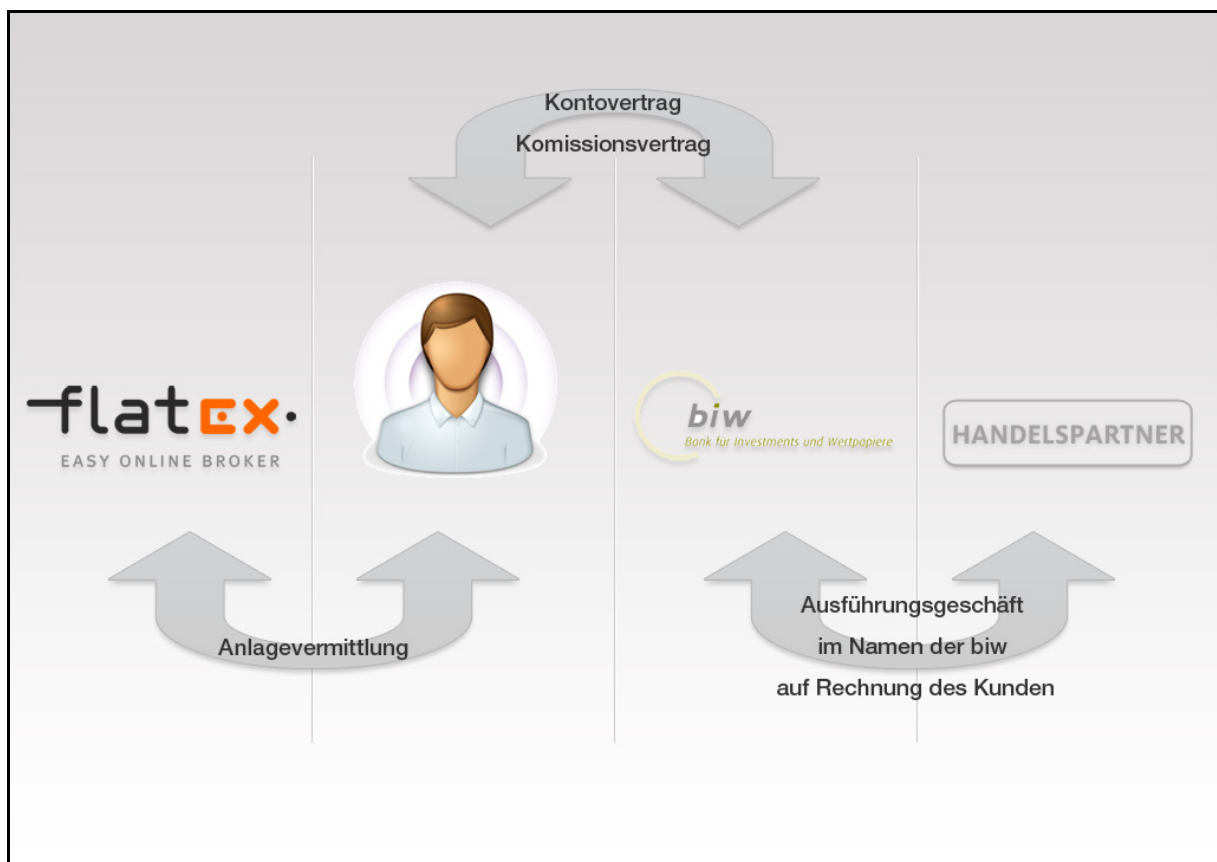 Kontovertrag
Komissionsvertrag
flatex
EASY ONLINE BROKER
biw
Bank für Investments und Wertpapiere
HANDELSPARTNER
Anlagevermittlung
Ausführungsgeschäft
im Namen der biw
auf Rechnung des Kunden